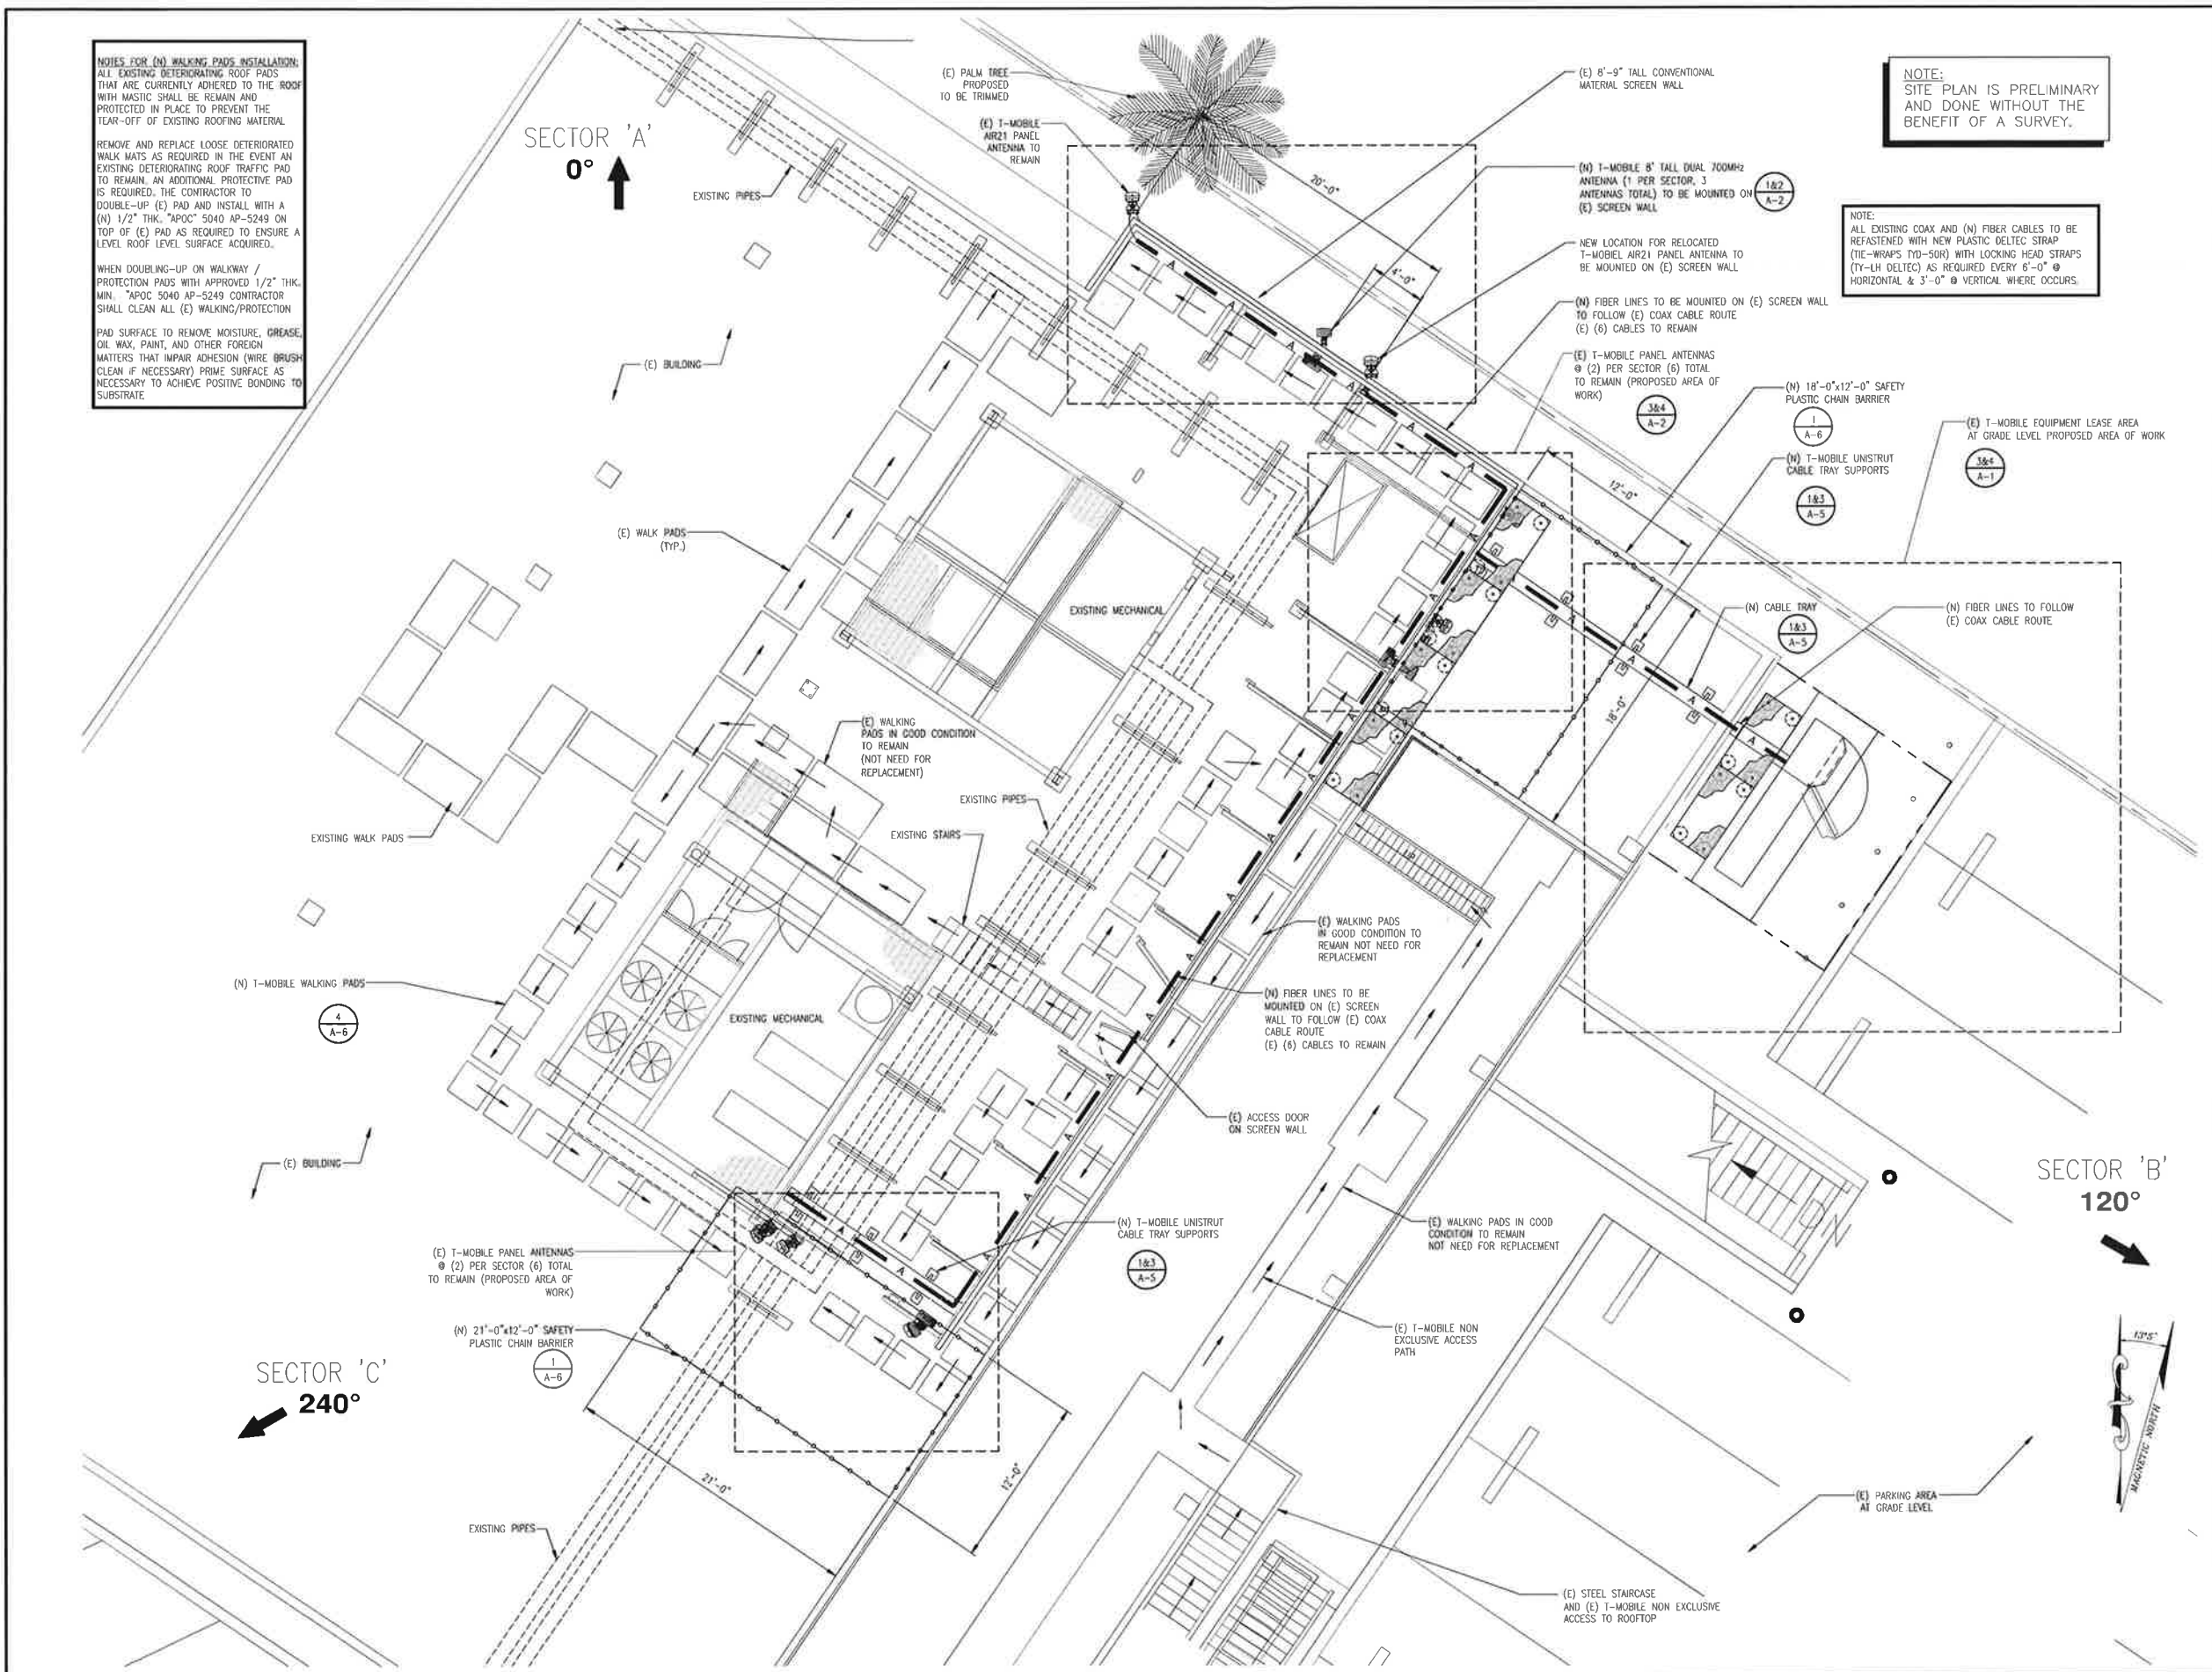 NOTES FOR (N) WALKING PADS INSTALLATION:
ALL EXISTING DETERIORATING ROOF PADS
THAT ARE CURRENTLY ADHERED TO THE ROOF
WITH MASTIC SHALL BE REMAIN AND
PROTECTED IN PLACE TO PREVENT THE
TEAR-OFF OF EXISTING ROOFING MATERIAL
REMOVE AND REPLACE LOOSE DETERIORATED
WALK MATS AS REQUIRED IN THE EVENT AN
EXISTING DETERIORATING ROOF TRAFFIC PAD
TO REMAIN, AN ADDITIONAL PROTECTIVE PAD
IS REQUIRED. THE CONTRACTOR TO
DOUBLE-UP (E) PAD AND INSTALL WITH A
(N) 1/2" THK. "APOC" 5040 AP-5249 ON
TOP OF (E) PAD AS REQUIRED TO ENSURE A
LEVEL ROOF LEVEL SURFACE ACQUIRED.
WHEN DOUBLING-UP ON WALKWAY /
PROTECTION PADS WITH APPROVED 1/2" THK.
MIN. "APOC 5040 AP-5249 CONTRACTOR
SHALL CLEAN ALL (E) WALKING/PROTECTION
PAD SURFACE TO REMOVE MOISTURE, GREASE,
OIL WAX, PAINT, AND OTHER FOREIGN
MATTERS THAT IMPAIR ADHESION (WIRE BRUSH
CLEAN IF NECESSARY) PRIME SURFACE AS
NECESSARY TO ACHIEVE POSITIVE BONDING TO
SUBSTRATE
SECTOR 'A'
0°
EXISTING PIPES
(E) PALM TREE
PROPOSED
TO BE TRIMMED
(E) T-MOBILE
AIR21 PANEL
ANTENNA TO
REMAIN
20'-0"
4'-0"
(E) 8'-9" TALL CONVENTIONAL
MATERIAL SCREEN WALL
(N) T-MOBILE 8' TALL DUAL 700MHz
ANTENNA (1 PER SECTOR, 3
ANTENNAS TOTAL) TO BE MOUNTED ON
(E) SCREEN WALL
1&2
A-2
NEW LOCATION FOR RELOCATED
T-MOBIEL AIR21 PANEL ANTENNA TO
BE MOUNTED ON (E) SCREEN WALL
(N) FIBER LINES TO BE MOUNTED ON (E) SCREEN WALL
TO FOLLOW (E) COAX CABLE ROUTE
(E) (6) CABLES TO REMAIN
(E) T-MOBILE PANEL ANTENNAS
@ (2) PER SECTOR (6) TOTAL
TO REMAIN (PROPOSED AREA OF
WORK)
3&4
A-2
NOTE:
SITE PLAN IS PRELIMINARY
AND DONE WITHOUT THE
BENEFIT OF A SURVEY.
NOTE:
ALL EXISTING COAX AND (N) FIBER CABLES TO BE
REFASTENED WITH NEW PLASTIC DELTEC STRAP
(TIE-WRAPS TYD-50R) WITH LOCKING HEAD STRAPS
(TY-LH DELTEC) AS REQUIRED EVERY 6'-0" @
HORIZONTAL & 3'-0" @ VERTICAL WHERE OCCURS.
(N) 18'-0"x12'-0" SAFETY
PLASTIC CHAIN BARRIER
1
A-6
(N) T-MOBILE UNISTRUT
CABLE TRAY SUPPORTS
1&3
A-5
(E) T-MOBILE EQUIPMENT LEASE AREA
AT GRADE LEVEL PROPOSED AREA OF WORK
3&4
A-1
12'-0"
18'-0"
(N) CABLE TRAY
1&3
A-5
(N) FIBER LINES TO FOLLOW
(E) COAX CABLE ROUTE
(E) BUILDING
(E) WALK PADS
(TYP.)
EXISTING MECHANICAL
(E) WALKING
PADS IN GOOD CONDITION
TO REMAIN
(NOT NEED FOR
REPLACEMENT)
EXISTING PIPES
EXISTING STAIRS
EXISTING WALK PADS
UP
(E) WALKING PADS
IN GOOD CONDITION TO
REMAIN NOT NEED FOR
REPLACEMENT
(N) T-MOBILE WALKING PADS
4
A-6
EXISTING MECHANICAL
(N) FIBER LINES TO BE
MOUNTED ON (E) SCREEN
WALL TO FOLLOW (E) COAX
CABLE ROUTE
(E) (6) CABLES TO REMAIN
(E) ACCESS DOOR
ON SCREEN WALL
(E) BUILDING
DN
SECTOR 'B'
120°
(E) T-MOBILE PANEL ANTENNAS
@ (2) PER SECTOR (6) TOTAL
TO REMAIN (PROPOSED AREA OF
WORK)
(N) T-MOBILE UNISTRUT
CABLE TRAY SUPPORTS
1&3
A-5
(E) WALKING PADS IN GOOD
CONDITION TO REMAIN
NOT NEED FOR REPLACEMENT
(N) 21'-0"x12'-0" SAFETY
PLASTIC CHAIN BARRIER
1
A-6
(E) T-MOBILE NON
EXCLUSIVE ACCESS
PATH
SECTOR 'C'
240°
21'-0"
12'-0"
13°5"
MAGNETIC NORTH
EXISTING PIPES
(E) PARKING AREA
AT GRADE LEVEL
(E) STEEL STAIRCASE
AND (E) T-MOBILE NON EXCLUSIVE
ACCESS TO ROOFTOP